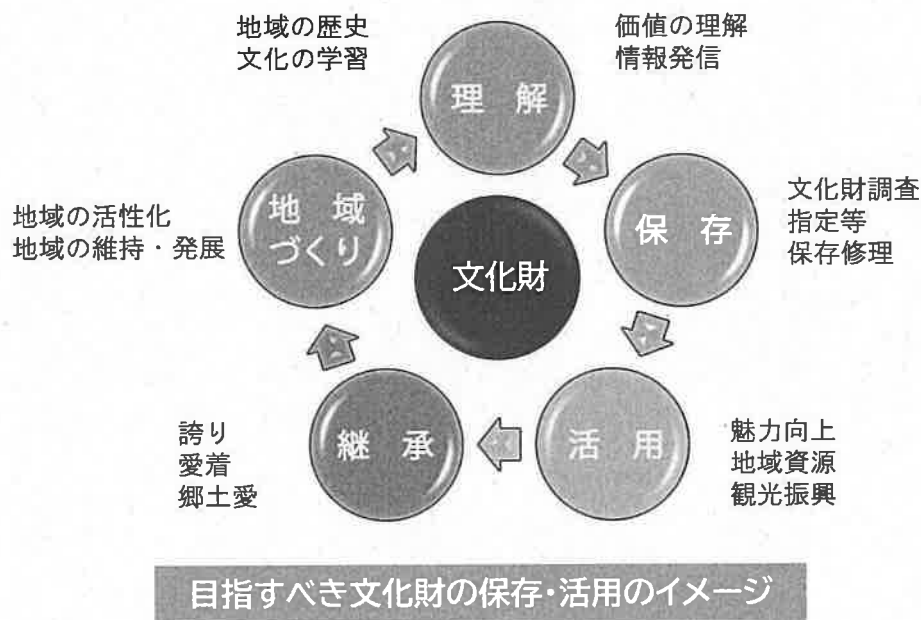 地域の歴史
文化の学習
価値の理解
情報発信
理 解
文化財調査
指定等
保存修理
保 存
文化財
地 域
づくり
地域の活性化
地域の維持・発展
魅力向上
地域資源
観光振興
活 用
継 承
誇り
愛着
郷土愛
目指すべき文化財の保存・活用のイメージ